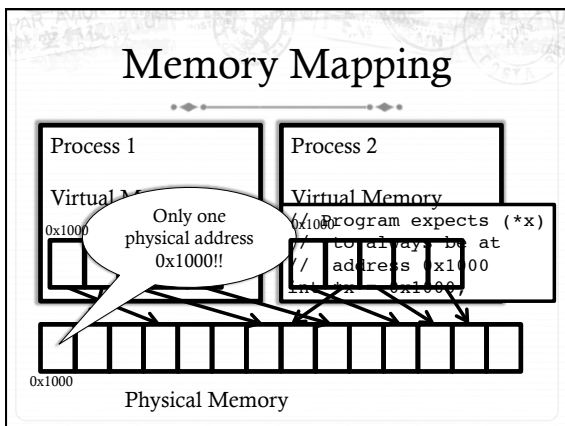 Memory Mapping
Process 1
Process 2
Virtual
Virtual Memory
0x1000
0x1000
Only one
physical address
0x1000!!
// Program expects (*x)
// to always be at
// address 0x1000
int *x = 0x1000;
0x1000
Physical Memory